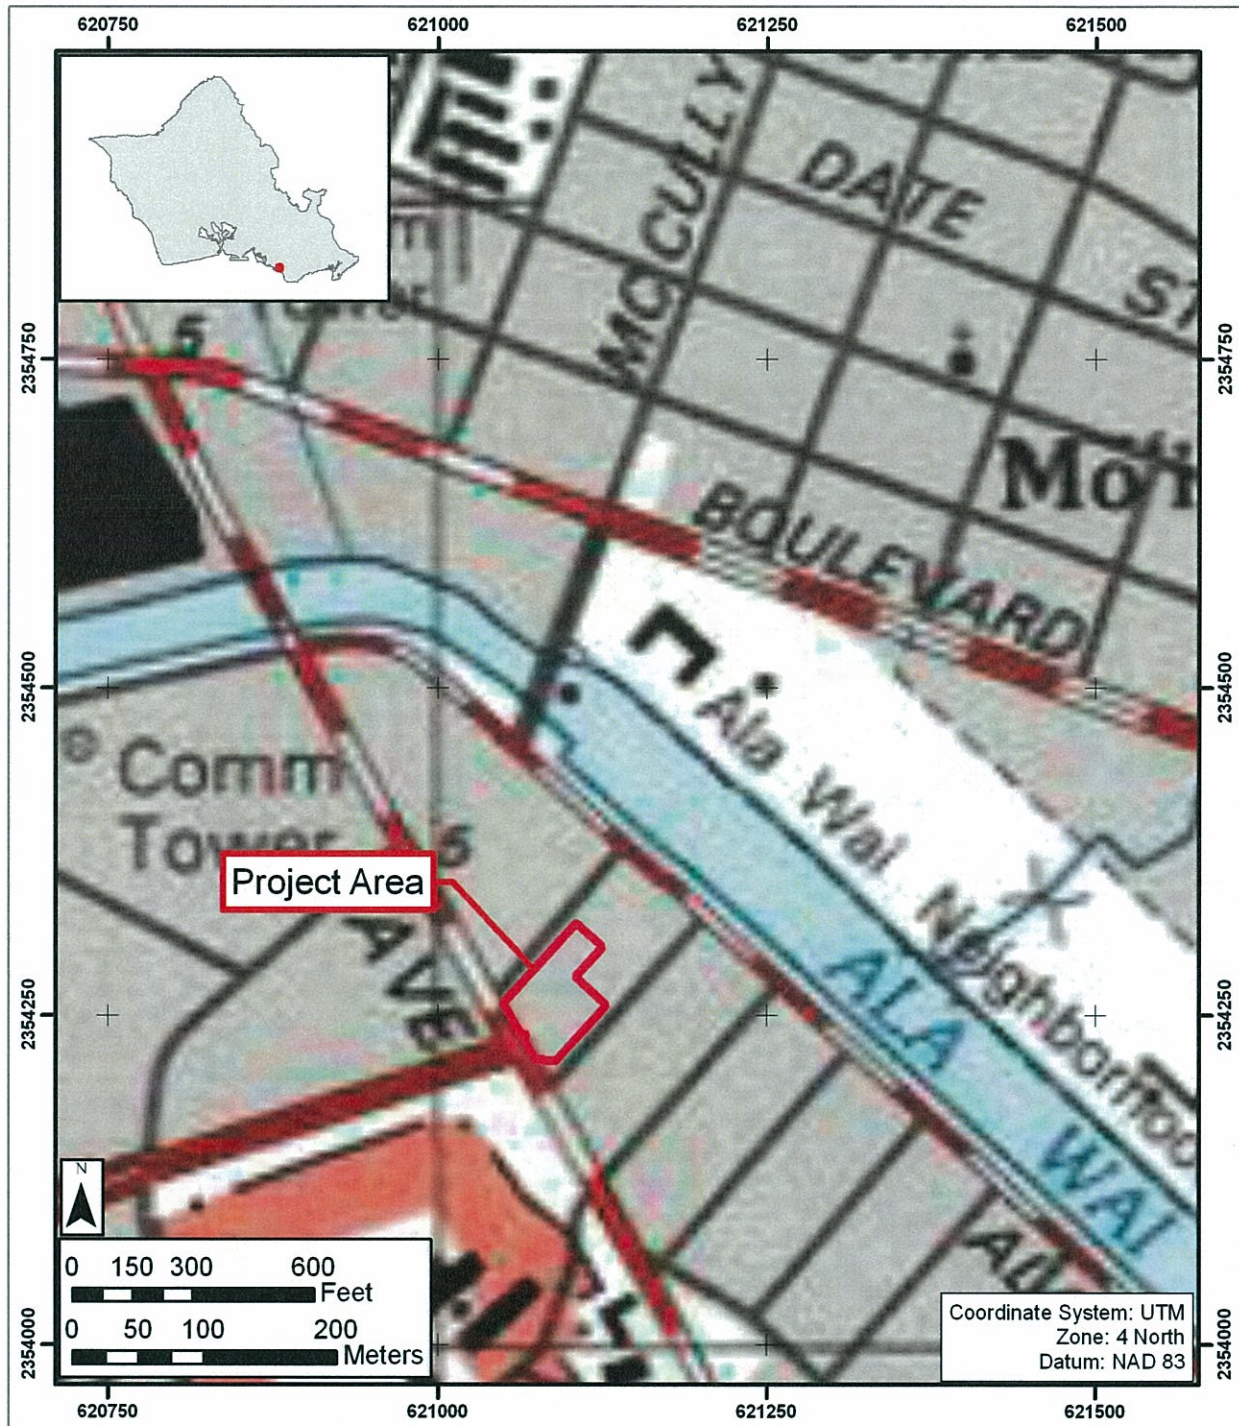 620750 621000 621250 621500
MCCULLY
DATE
ST
2354750 2354750
5
BOULEVARD
2354500 2354500
Ala Wai Neighborhoo
Comm
Tower
5
Project Area
AVE
ALA WAI
2354250 2354250
N
0 150 300 600
Feet
0 50 100 200
Meters
Coordinate System: UTM
Zone: 4 North
Datum: NAD 83
2354000 2354000
620750 621000 621250 621500